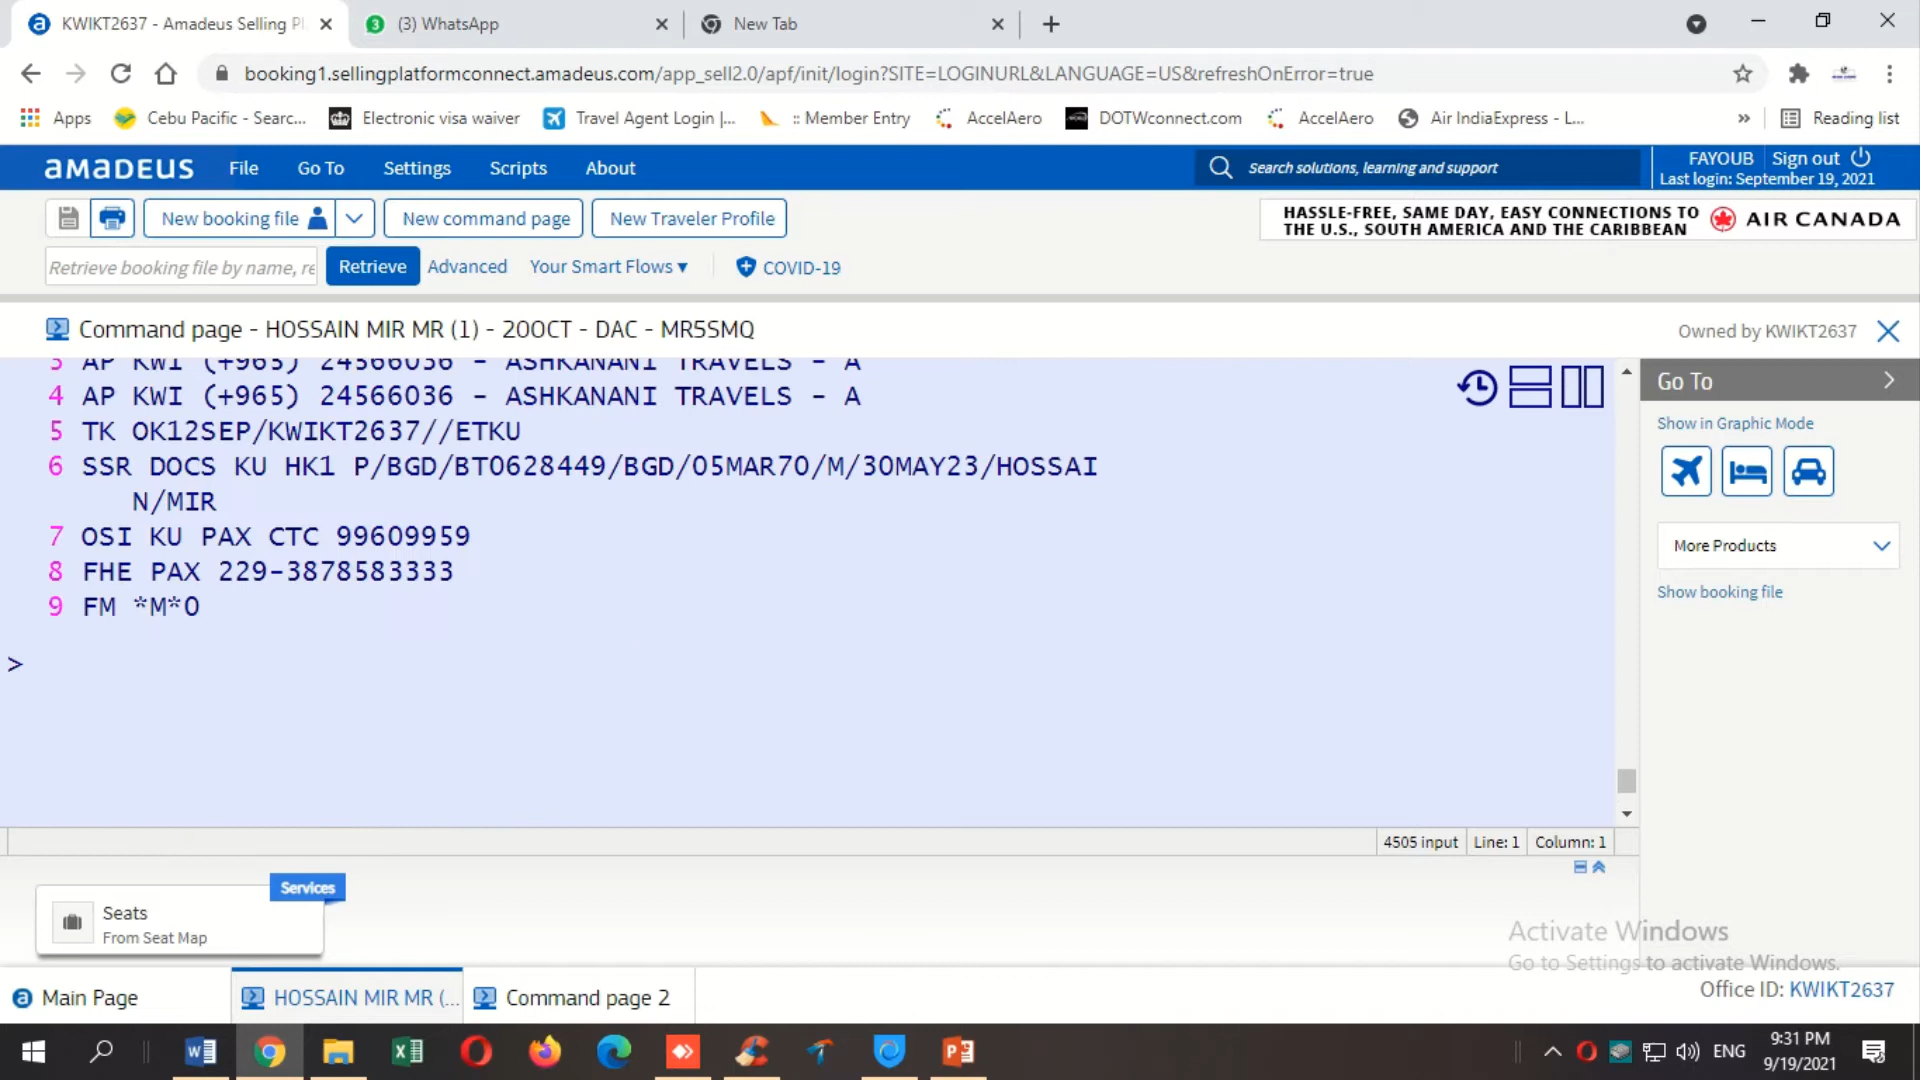 KWIKT2637 - Amadeus Selling Pl
(3) WhatsApp
New Tab
booking1.sellingplatformconnect.amadeus.com/app_sell2.0/apf/init/login?SITE=LOGINURL&LANGUAGE=US&refreshOnError=true
Apps
Cebu Pacific - Searc...
Electronic visa waiver
Travel Agent Login |...
:: Member Entry
AccelAero
DOTWconnect.com
AccelAero
Air IndiaExpress - L...
»
Reading list
amadeus
File
Go To
Settings
Scripts
About
Search solutions, learning and support
FAYOUB Sign out
Last login: September 19, 2021
New booking file
New command page
New Traveler Profile
HASSLE-FREE, SAME DAY, EASY CONNECTIONS TO
THE U.S., SOUTH AMERICA AND THE CARIBBEAN
AIR CANADA
Retrieve booking file by name, re
Retrieve
Advanced
Your Smart Flows ▾
COVID-19
Command page - HOSSAIN MIR MR (1) - 20OCT - DAC - MR5SMQ
Owned by KWIKT2637
3 AP KWI (+965) 24566036 - ASHKANANI TRAVELS - A
4 AP KWI (+965) 24566036 - ASHKANANI TRAVELS - A
5 TK OK12SEP/KWIKT2637//ETKU
6 SSR DOCS KU HK1 P/BGD/BT0628449/BGD/05MAR70/M/30MAY23/HOSSAI
N/MIR
7 OSI KU PAX CTC 99609959
8 FHE PAX 229-3878583333
9 FM *M*0
>
Go To
Show in Graphic Mode
More Products
Show booking file
4505 input
Line: 1
Column: 1
Services
Seats
From Seat Map
Activate Windows
Go to Settings to activate Windows.
Main Page
HOSSAIN MIR MR (...
Command page 2
Office ID: KWIKT2637
ENG
9:31 PM
9/19/2021